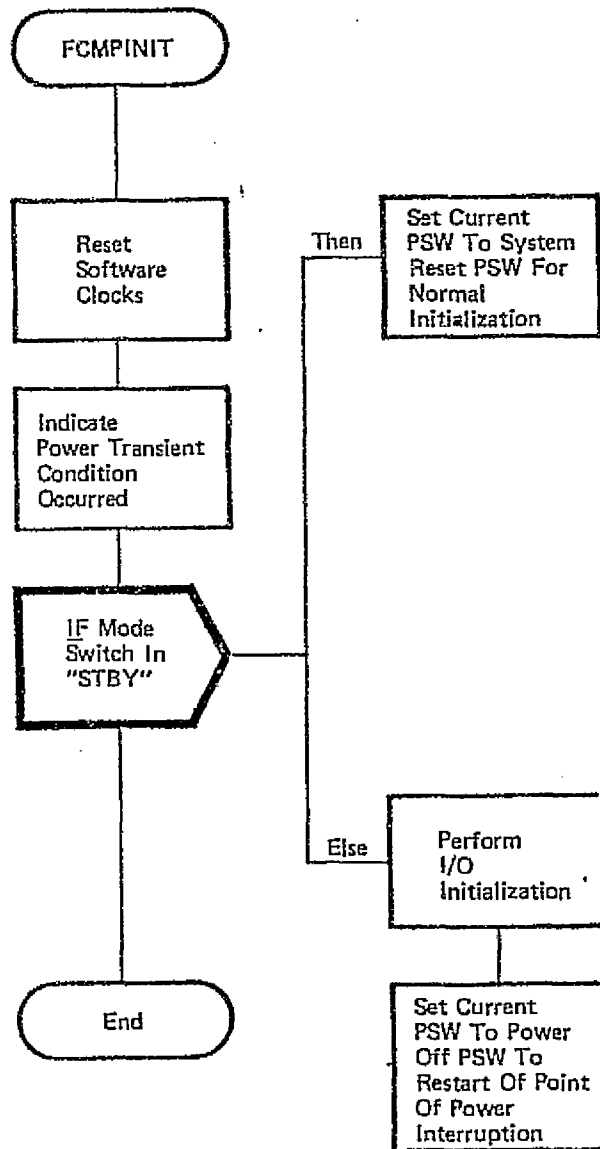 FCMPINIT
Reset
Software
Clocks
Indicate
Power Transient
Condition
Occurred
IF Mode
Switch In
"STBY"
End
Then
Set Current
PSW To System
Reset PSW For
Normal
Initialization
Else
Perform
I/O
Initialization
Set Current
PSW To Power
Off PSW To
Restart Of Point
Of Power
Interruption